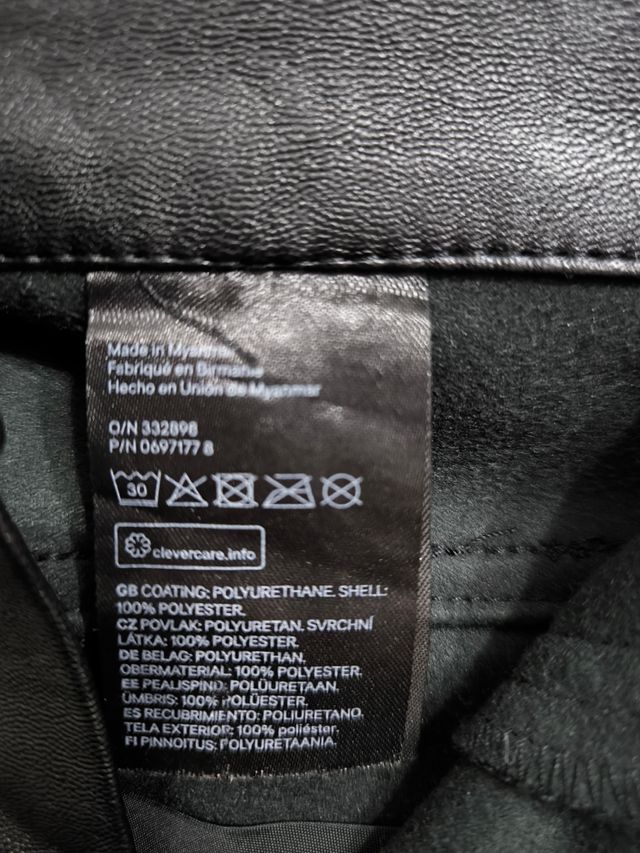 Made in Myanmar
Fabriqué en Birmanie
Hecho en Unión de Myanmar
O/N 332898
P/N 0697177 8
30
clevercare.info
GB COATING: POLYURETHANE. SHELL:
100% POLYESTER.
CZ POVLAK: POLYURETAN. SVRCHNÍ
LÁTKA: 100% POLYESTER.
DE BELAG: POLYURETHAN.
OBERMATERIAL: 100% POLYESTER.
EE PEALISPIND: POLÜURETAAN.
ÜMBRIS: 100% POLÜESTER.
ES RECUBRIMIENTO: POLIURETANO.
TELA EXTERIOR: 100% poliéster.
FI PINNOITUS: POLYURETAANIA.